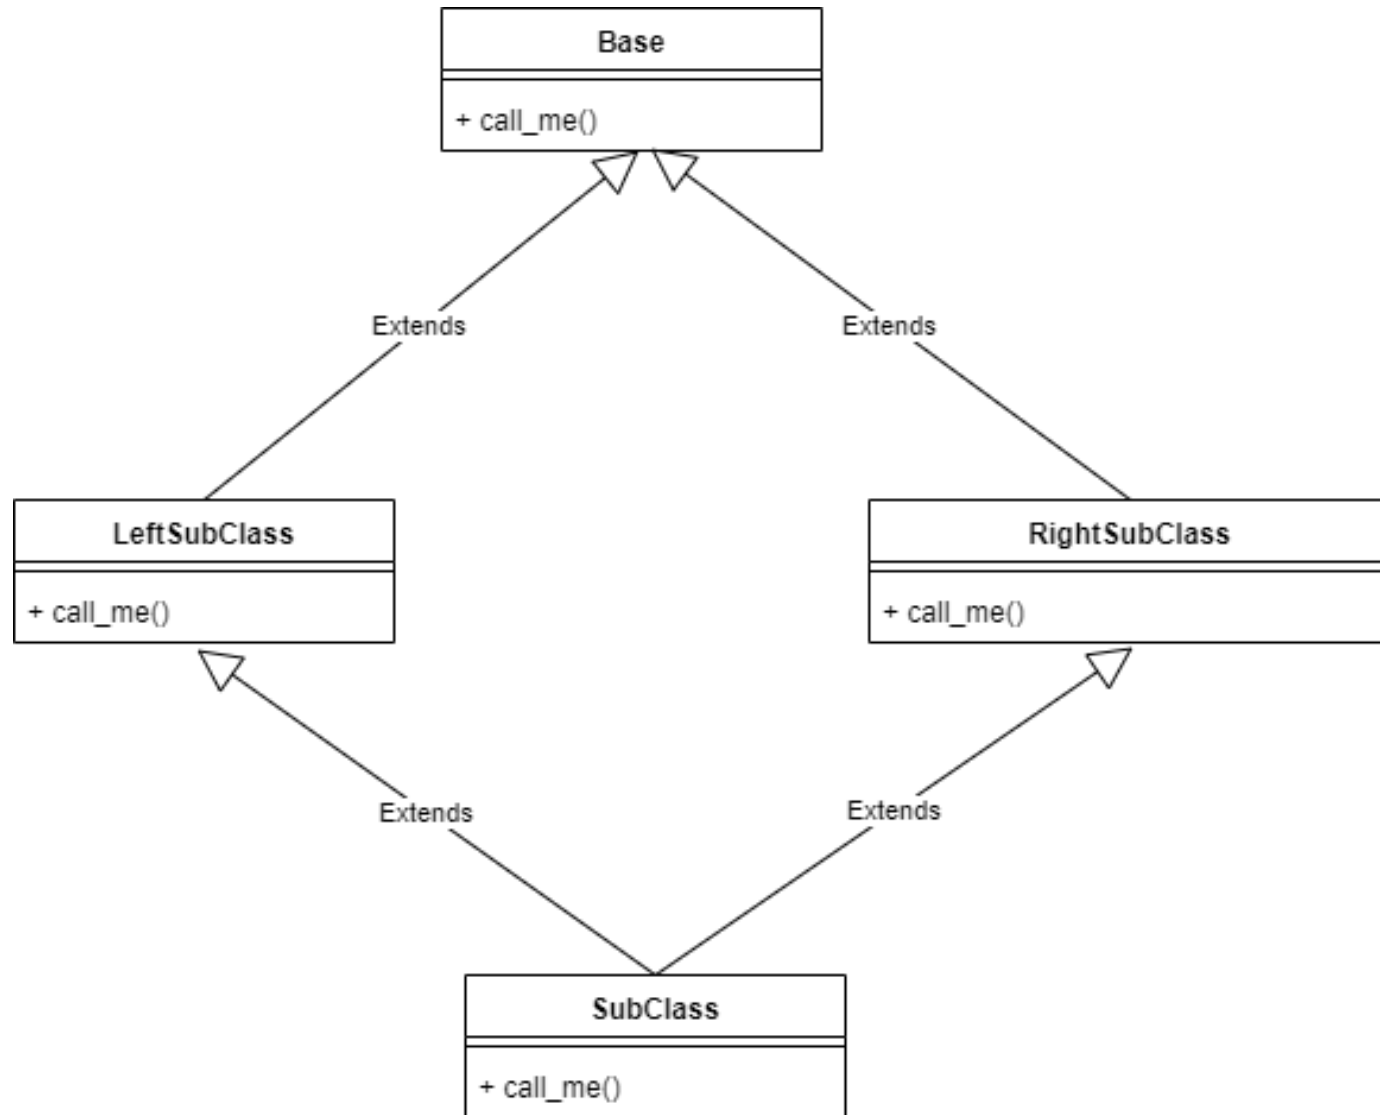 Base
+ call_me()
Extends
Extends
LeftSubClass
RightSubClass
+ call_me()
+ call_me()
Extends
Extends
SubClass
+ call_me()